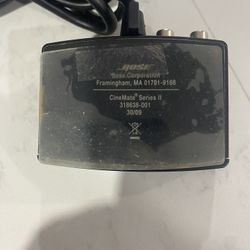 BOSE
Bose Corporation
Framingham, MA 01701-9168
CineMate® Series II
318638-001
30/09